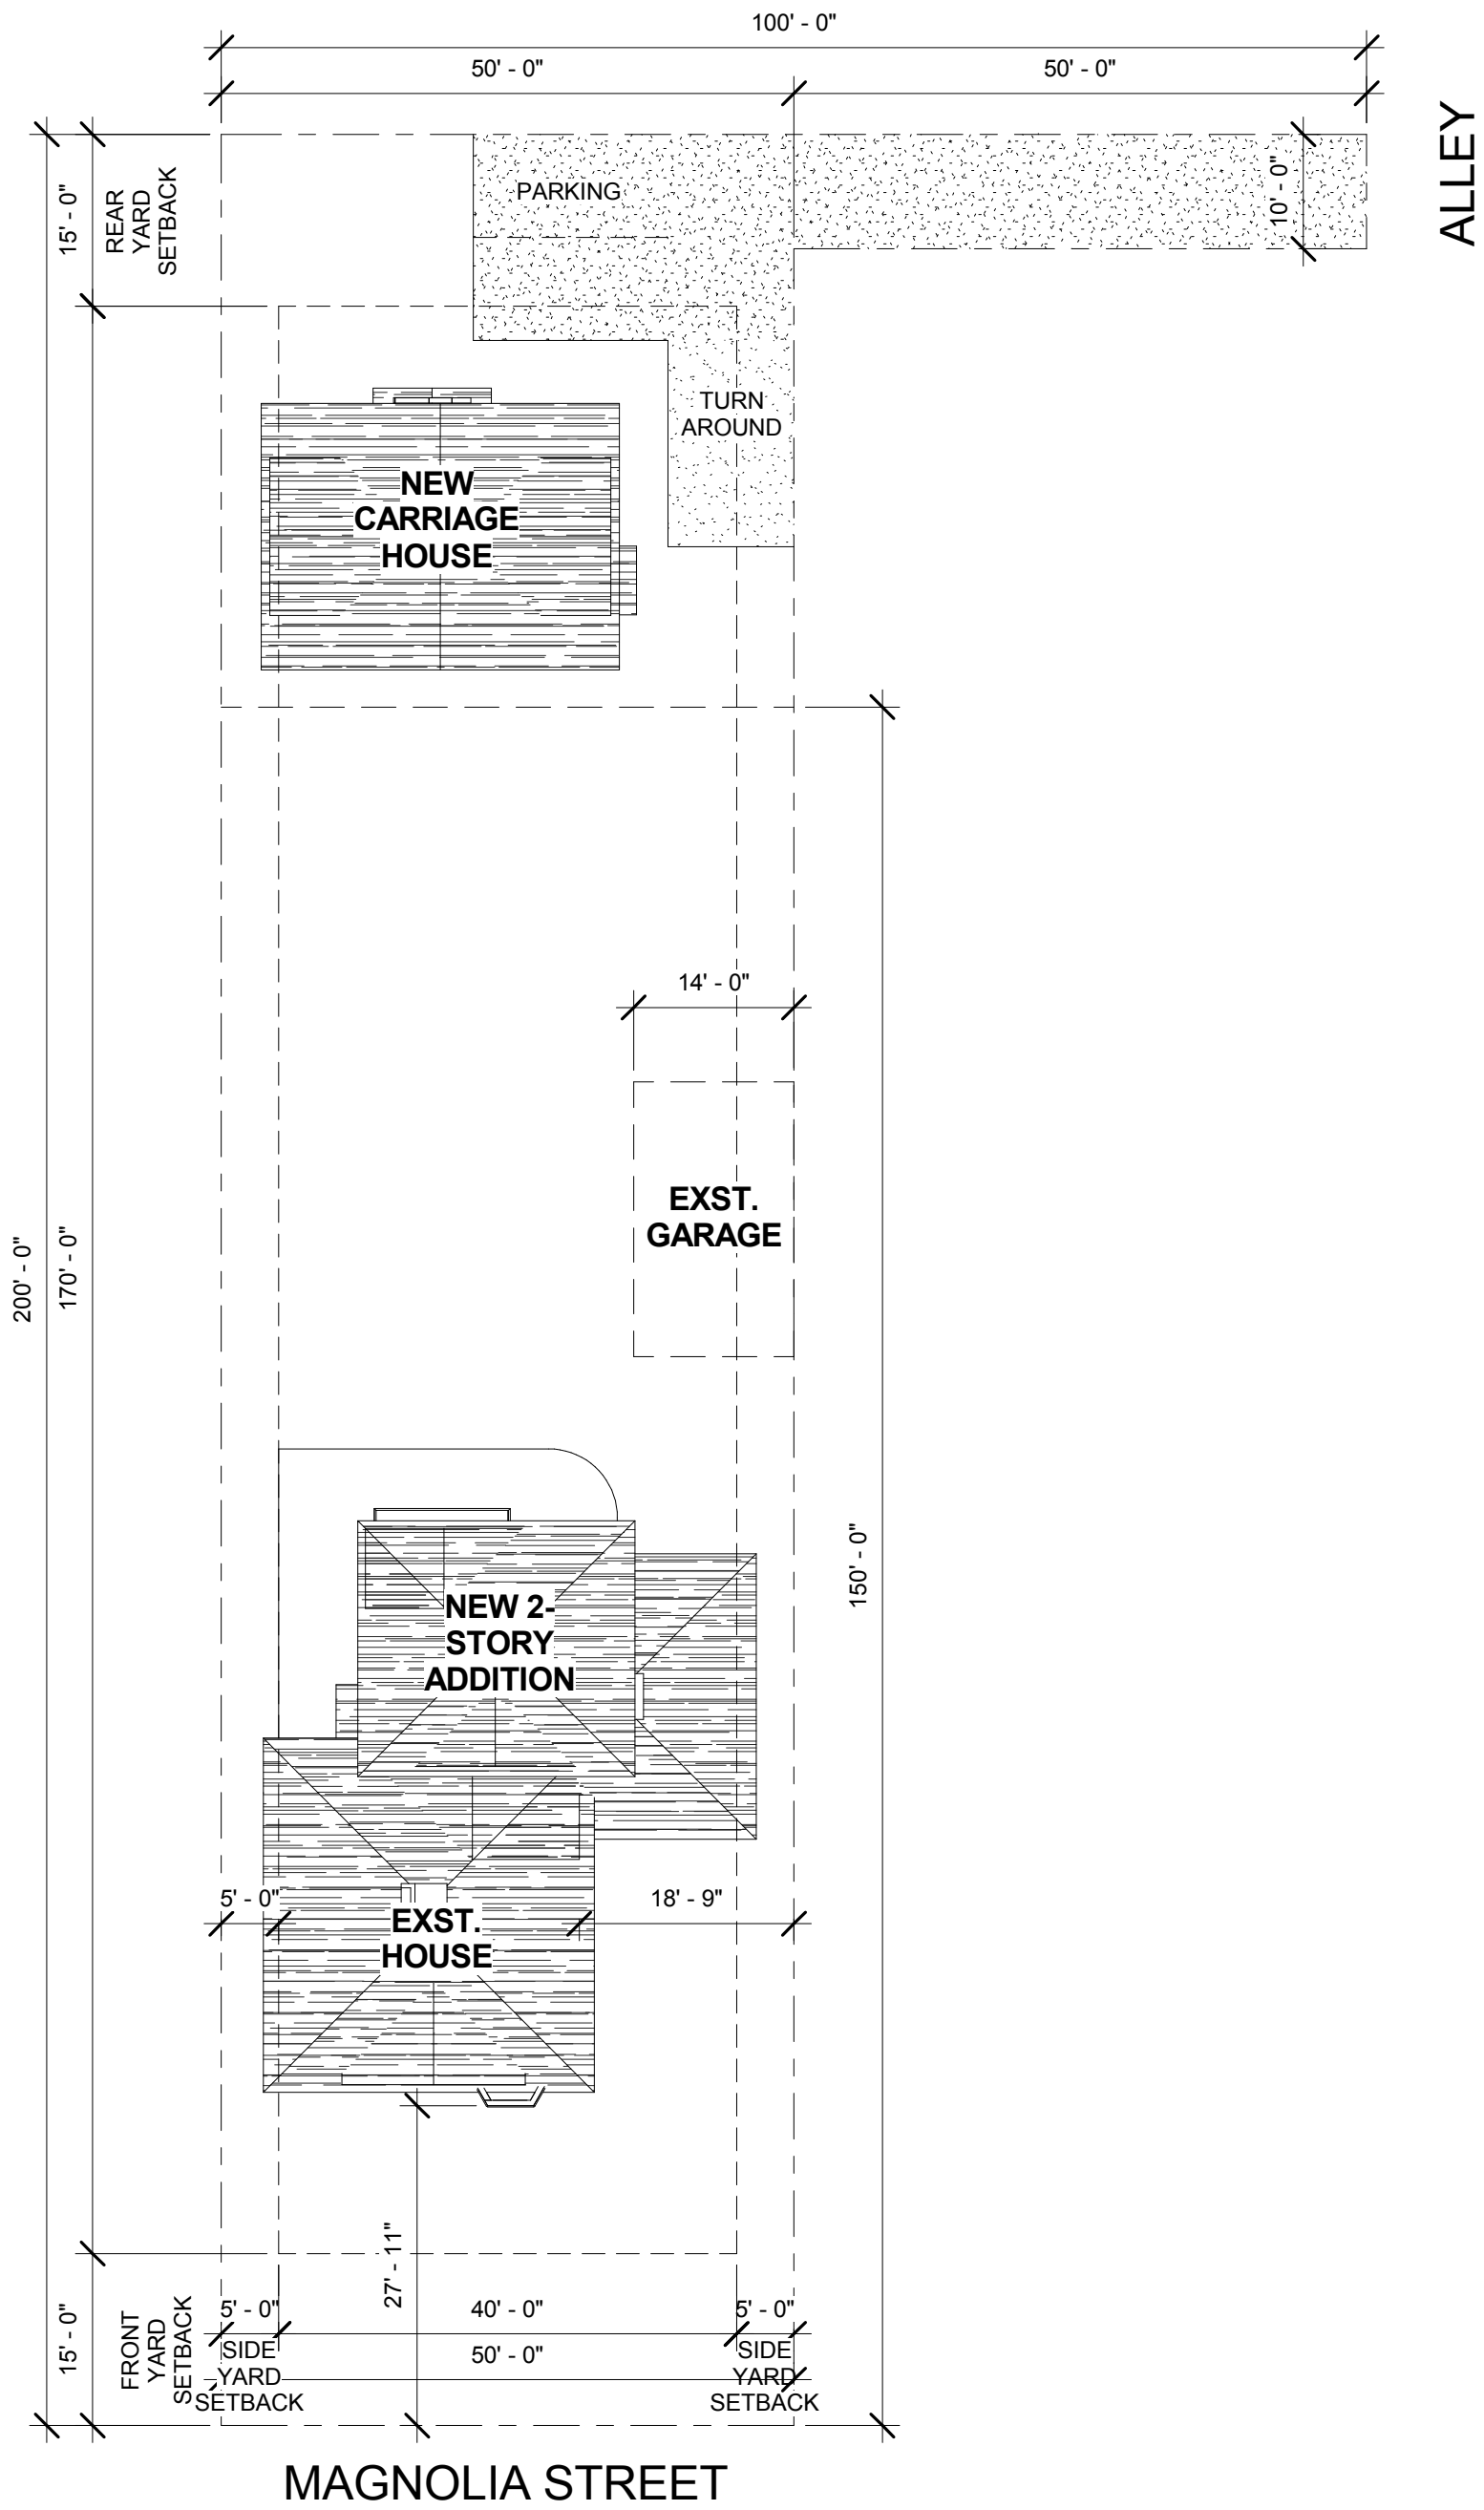 100' - 0"
50' - 0"
50' - 0"
ALLEY
15' - 0"
REAR
YARD
SETBACK
PARKING
10' - 0"
TURN
AROUND
NEW
CARRIAGE
HOUSE
14' - 0"
EXST.
GARAGE
200' - 0"
170' - 0"
150' - 0"
NEW 2-
STORY
ADDITION
5' - 0"
18' - 9"
EXST.
HOUSE
27' - 11"
15' - 0"
FRONT
YARD
SETBACK
5' - 0"
40' - 0"
5' - 0"
SIDE
YARD
SETBACK
50' - 0"
SIDE
YARD
SETBACK
MAGNOLIA STREET